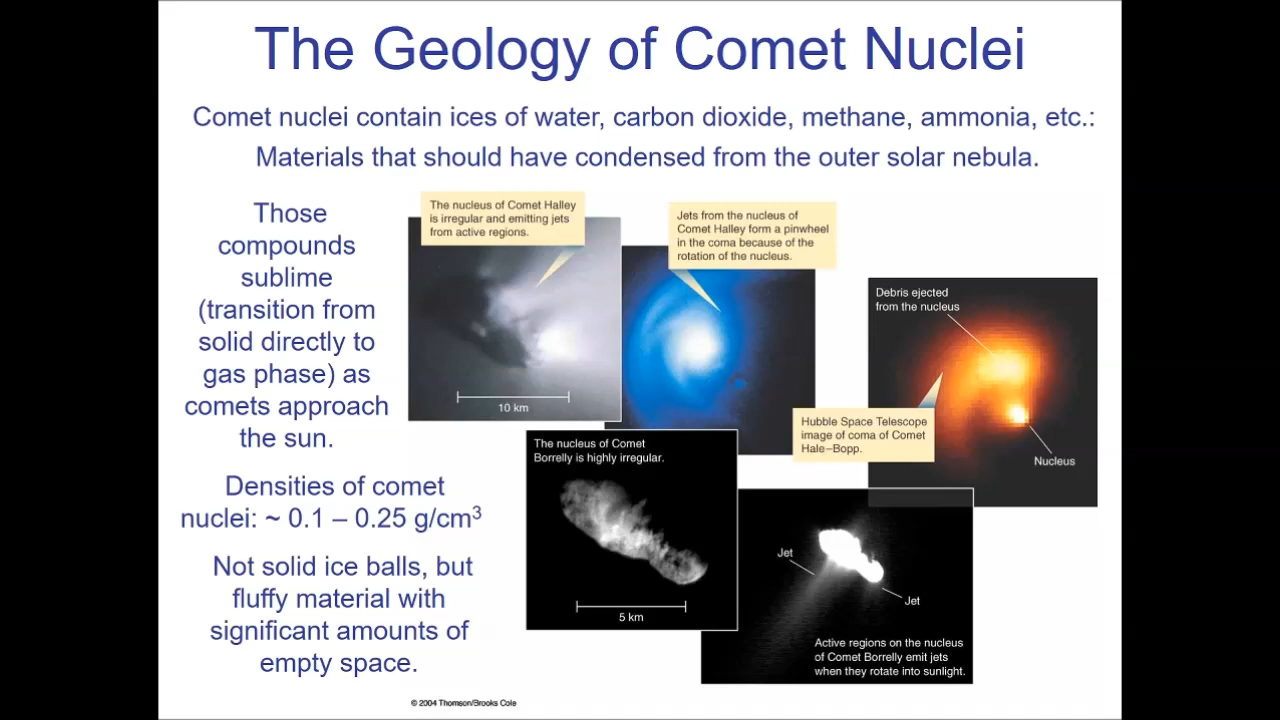 The Geology of Comet Nuclei
Comet nuclei contain ices of water, carbon dioxide, methane, ammonia, etc.:
Materials that should have condensed from the outer solar nebula.
Those
compounds
sublime
(transition from
solid directly to
gas phase) as
comets approach
the sun.
Densities of comet
nuclei: ~ 0.1 – 0.25 g/cm³
Not solid ice balls, but
fluffy material with
significant amounts of
empty space.
The nucleus of Comet Halley
is irregular and emitting jets
from active regions.
10 km
Jets from the nucleus of
Comet Halley form a pinwheel
in the coma because of the
rotation of the nucleus.
Debris ejected
from the nucleus
Hubble Space Telescope
image of coma of Comet
Hale–Bopp.
Nucleus
The nucleus of Comet
Borrelly is highly irregular.
5 km
Jet
Jet
Active regions on the nucleus
of Comet Borrelly emit jets
when they rotate into sunlight.
© 2004 Thomson/Brooks Cole